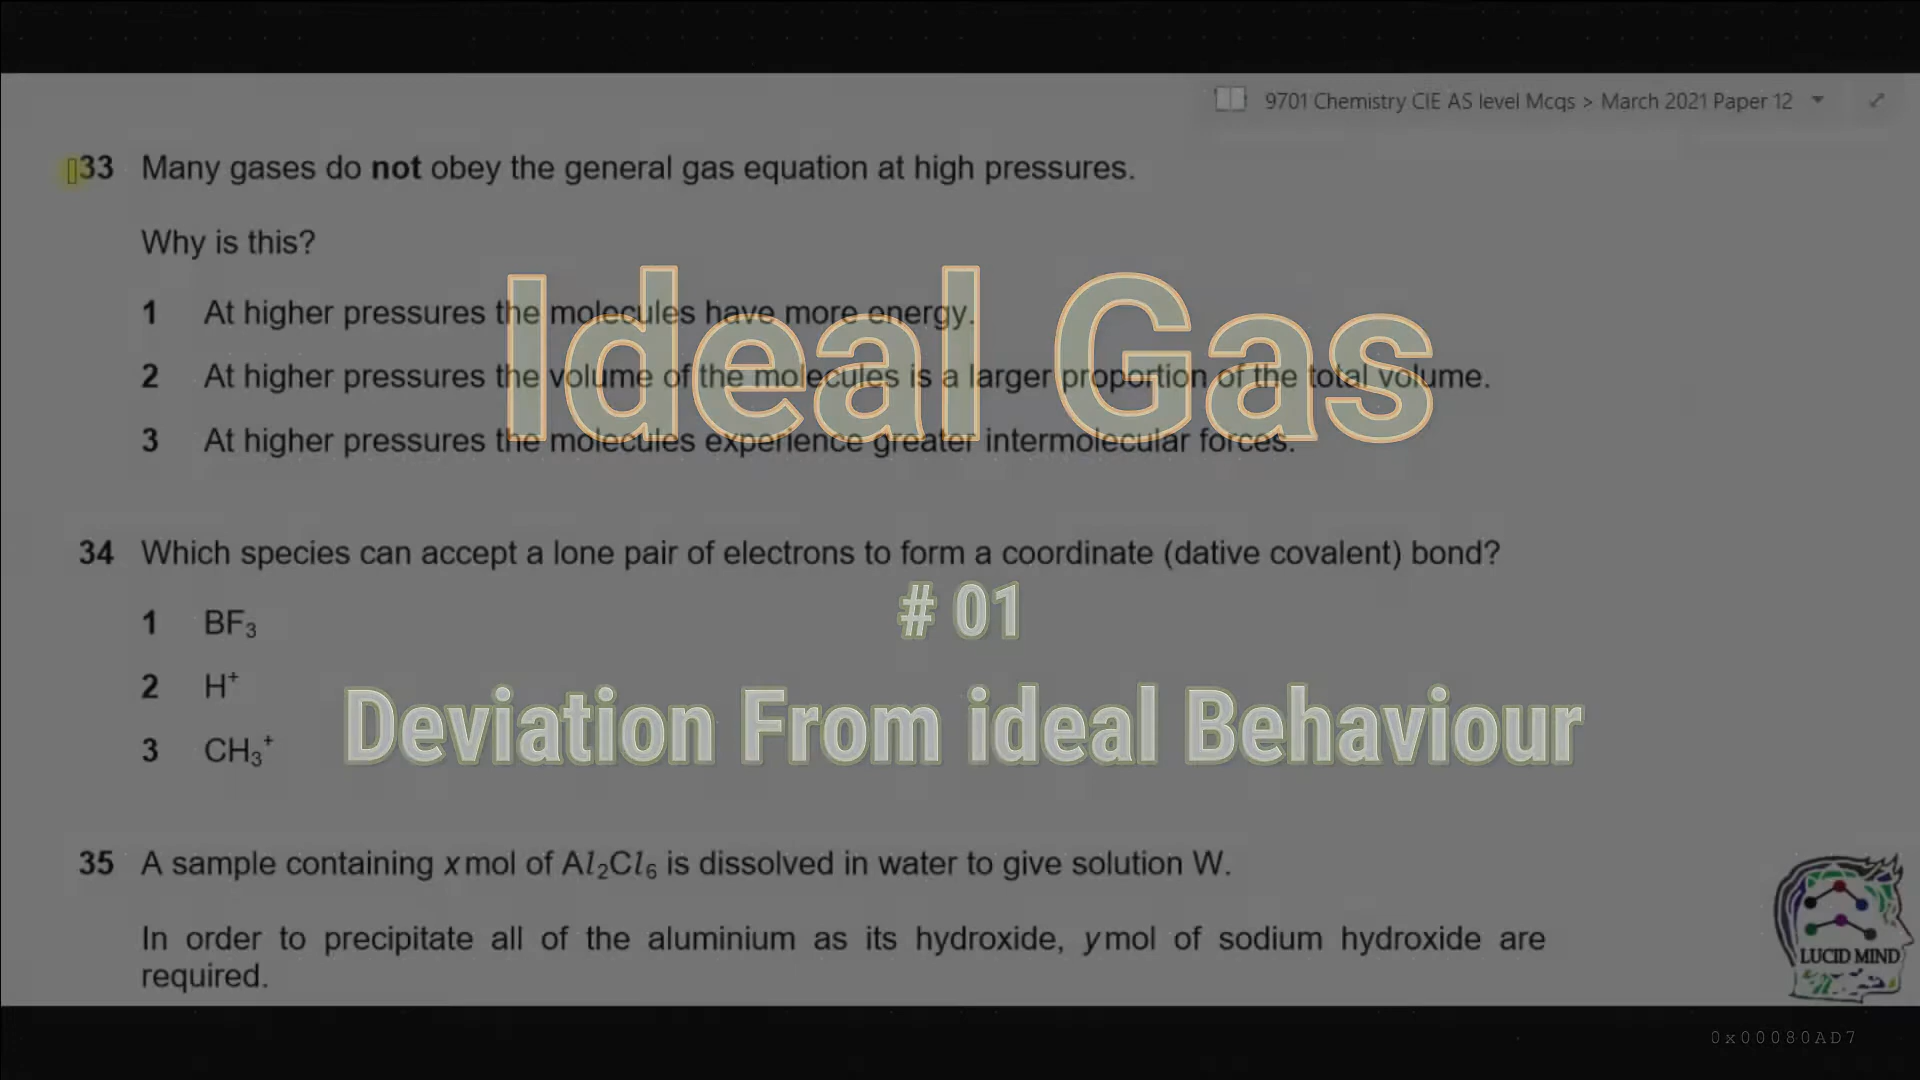 9701 Chemistry CIE AS level Mcqs > March 2021 Paper 12
33 Many gases do not obey the general gas equation at high pressures.
Why is this?
1 At higher pressures the molecules have more energy.
2 At higher pressures the volume of the molecules is a larger proportion of the total volume.
3 At higher pressures the molecules experience greater intermolecular forces.
Ideal Gas
34 Which species can accept a lone pair of electrons to form a coordinate (dative covalent) bond?
# 01
1 BF₃
2 H⁺
Deviation From ideal Behaviour
3 CH₃⁺
35 A sample containing x mol of Al₂Cl₆ is dissolved in water to give solution W.
In order to precipitate all of the aluminium as its hydroxide, y mol of sodium hydroxide are
required.
LUCID MIND
0x00080AD7